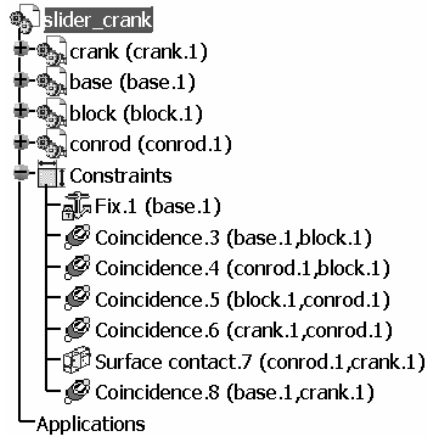 slider_crank
crank (crank.1)
base (base.1)
block (block.1)
conrod (conrod.1)
Constraints
Fix.1 (base.1)
Coincidence.3 (base.1,block.1)
Coincidence.4 (conrod.1,block.1)
Coincidence.5 (block.1,conrod.1)
Coincidence.6 (crank.1,conrod.1)
Surface contact.7 (conrod.1,crank.1)
Coincidence.8 (base.1,crank.1)
Applications